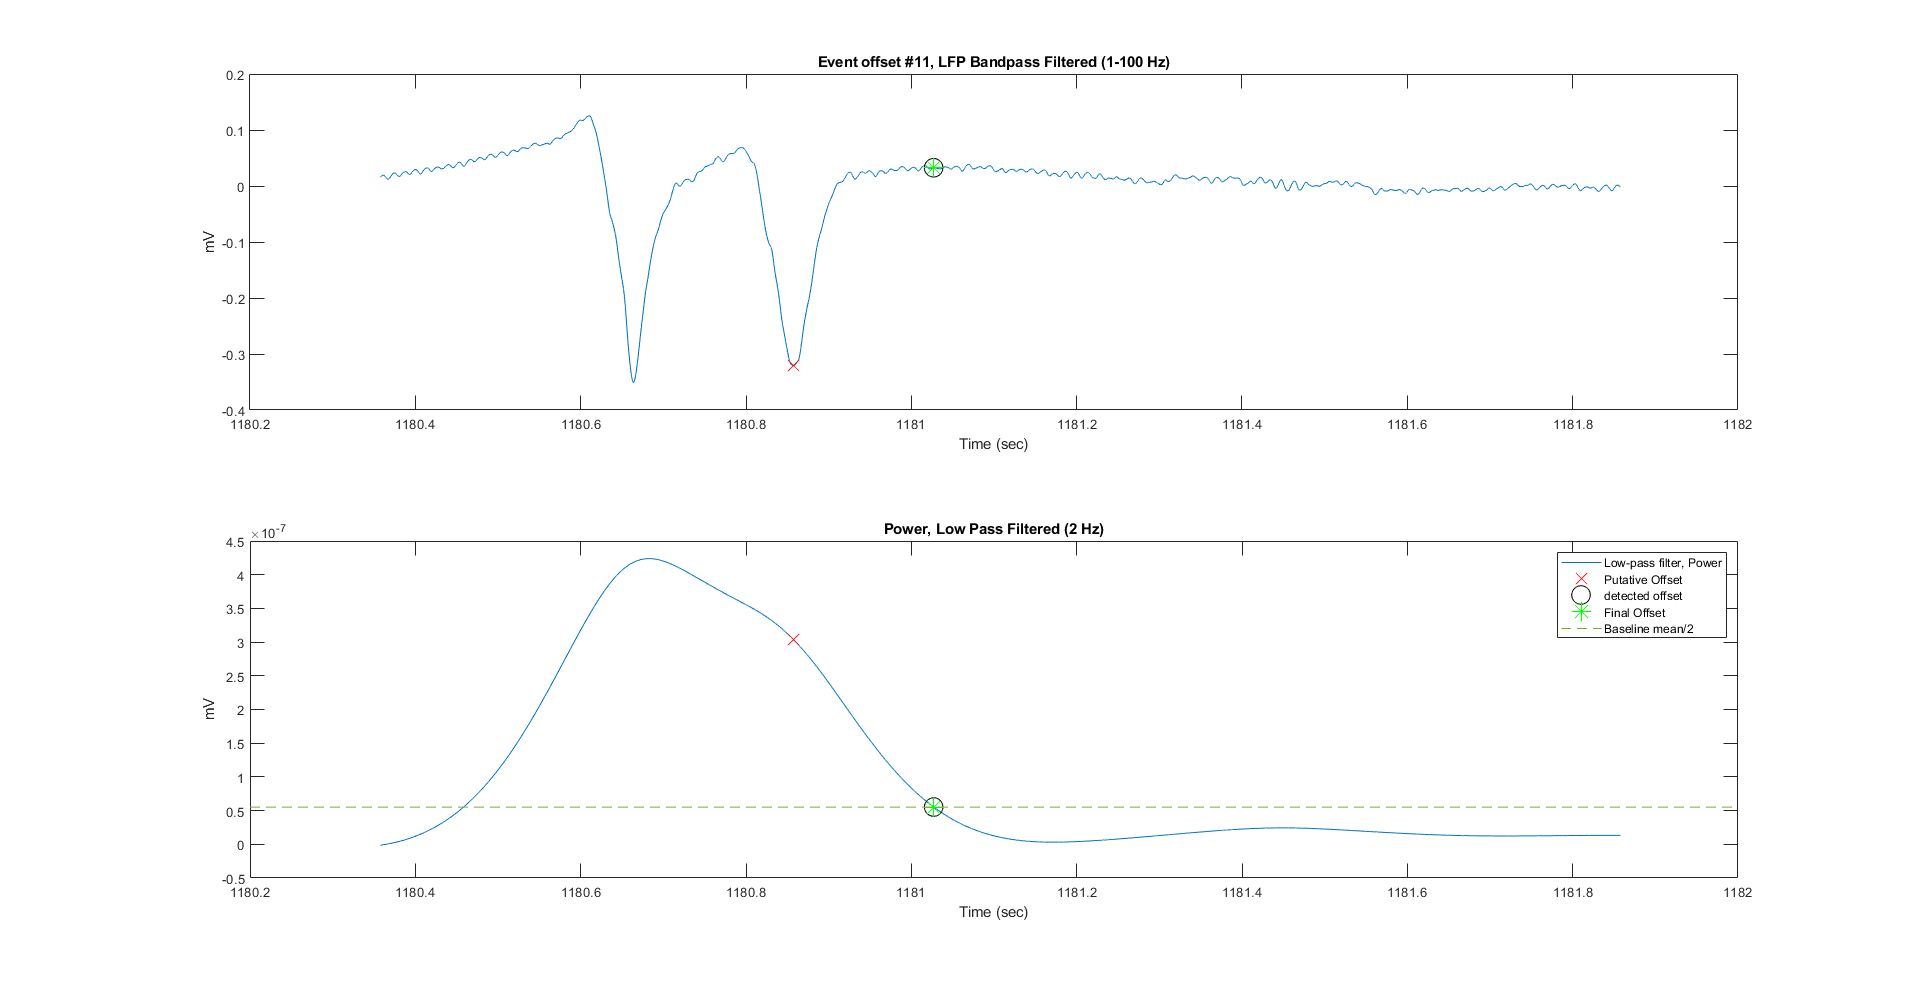 Event offset #11, LFP Bandpass Filtered (1-100 Hz)
0.2
0.1
0
-0.1
-0.2
-0.3
-0.4
mV
1180.2 1180.4 1180.6 1180.8 1181 1181.2 1181.4 1181.6 1181.8 1182
Time (sec)
Power, Low Pass Filtered (2 Hz)
×10-7
4.5
4
3.5
3
2.5
2
1.5
1
0.5
0
-0.5
mV
Low-pass filter, Power
Putative Offset
detected offset
Final Offset
Baseline mean/2
1180.2 1180.4 1180.6 1180.8 1181 1181.2 1181.4 1181.6 1181.8 1182
Time (sec)